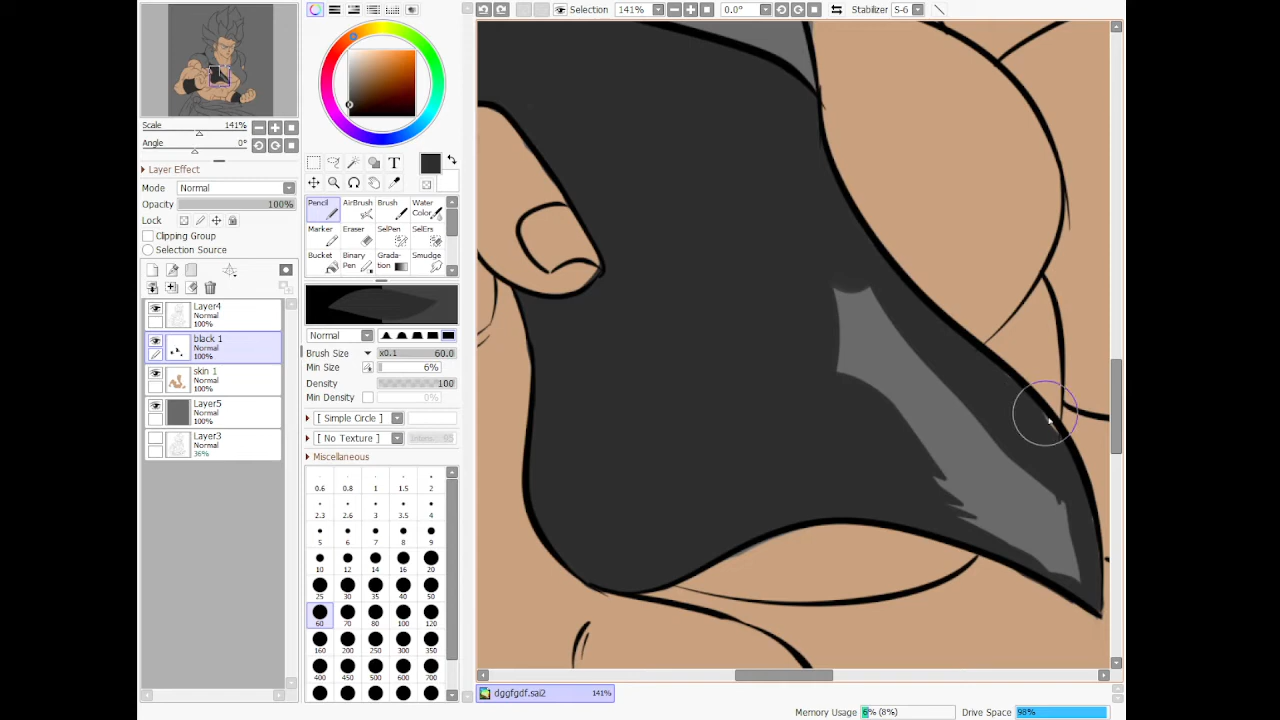 Selection 141% 0.0° Stabilizer S-6
Scale 141%
Angle 0°
Layer Effect
Mode Normal
Opacity 100%
Lock
Clipping Group
Selection Source
Layer4
Normal
100%
black 1
Normal
100%
skin 1
Normal
100%
Layer5
Normal
100%
Layer3
Normal
36%
T
Pencil AirBrush Brush Water Color
Marker Eraser SelPen SelErs
Bucket Binary Pen Grada-tion Smudge
Normal
Brush Size x0.1 60.0
Min Size 6%
Density 100
Min Density 0%
[ Simple Circle ]
[ No Texture ]
Miscellaneous
0.6 0.8 1 1.5 2
2.3 2.6 3 3.5 4
5 6 7 8 9
10 12 14 16 20
25 30 35 40 50
60 70 80 100 120
160 200 250 300 350
400 450 500 600 700
dggfgdf.sai2 141%
Memory Usage 6% (8%) Drive Space 98%